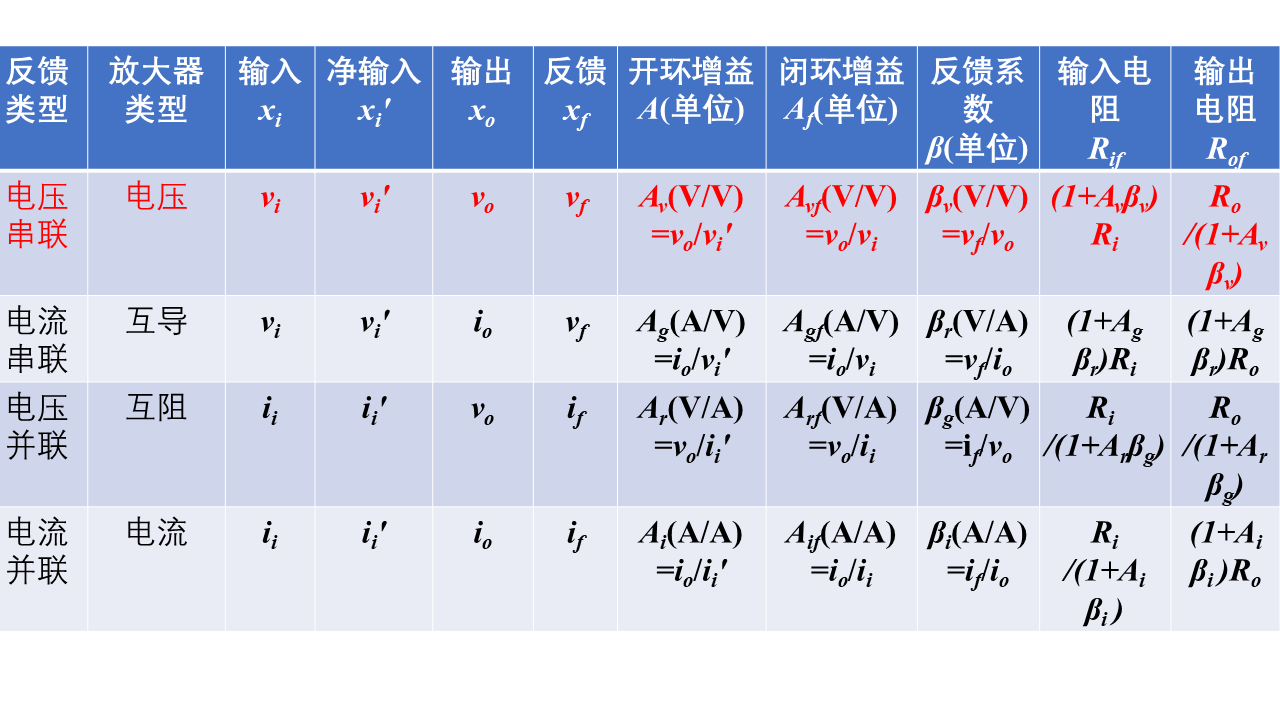 反馈
类型
放大器
类型
输入
xi
净输入
xi'
输出
xo
反馈
xf
开环增益
A(单位)
闭环增益
Af(单位)
反馈系
数
β(单位)
输入电
阻
Rif
输出
电阻
Rof
电压
串联
电压
vi
vi'
vo
vf
Av(V/V)
=vo/vi'
Avf(V/V)
=vo/vi
βv(V/V)
=vf/vo
(1+Avβv)
Ri
Ro
/(1+Av
βv)
电流
串联
互导
vi
vi'
io
vf
Ag(A/V)
=io/vi'
Agf(A/V)
=io/vi
βr(V/A)
=vf/io
(1+Ag
βr)Ri
(1+Ag
βr)Ro
电压
并联
互阻
ii
ii'
vo
if
Ar(V/A)
=vo/ii'
Arf(V/A)
=vo/ii
βg(A/V)
=if/vo
Ri
/(1+Arβg)
Ro
/(1+Ar
βg)
电流
并联
电流
ii
ii'
io
if
Ai(A/A)
=io/ii'
Aif(A/A)
=io/ii
βi(A/A)
=if/io
Ri
/(1+Ai
βi )
(1+Ai
βi )Ro